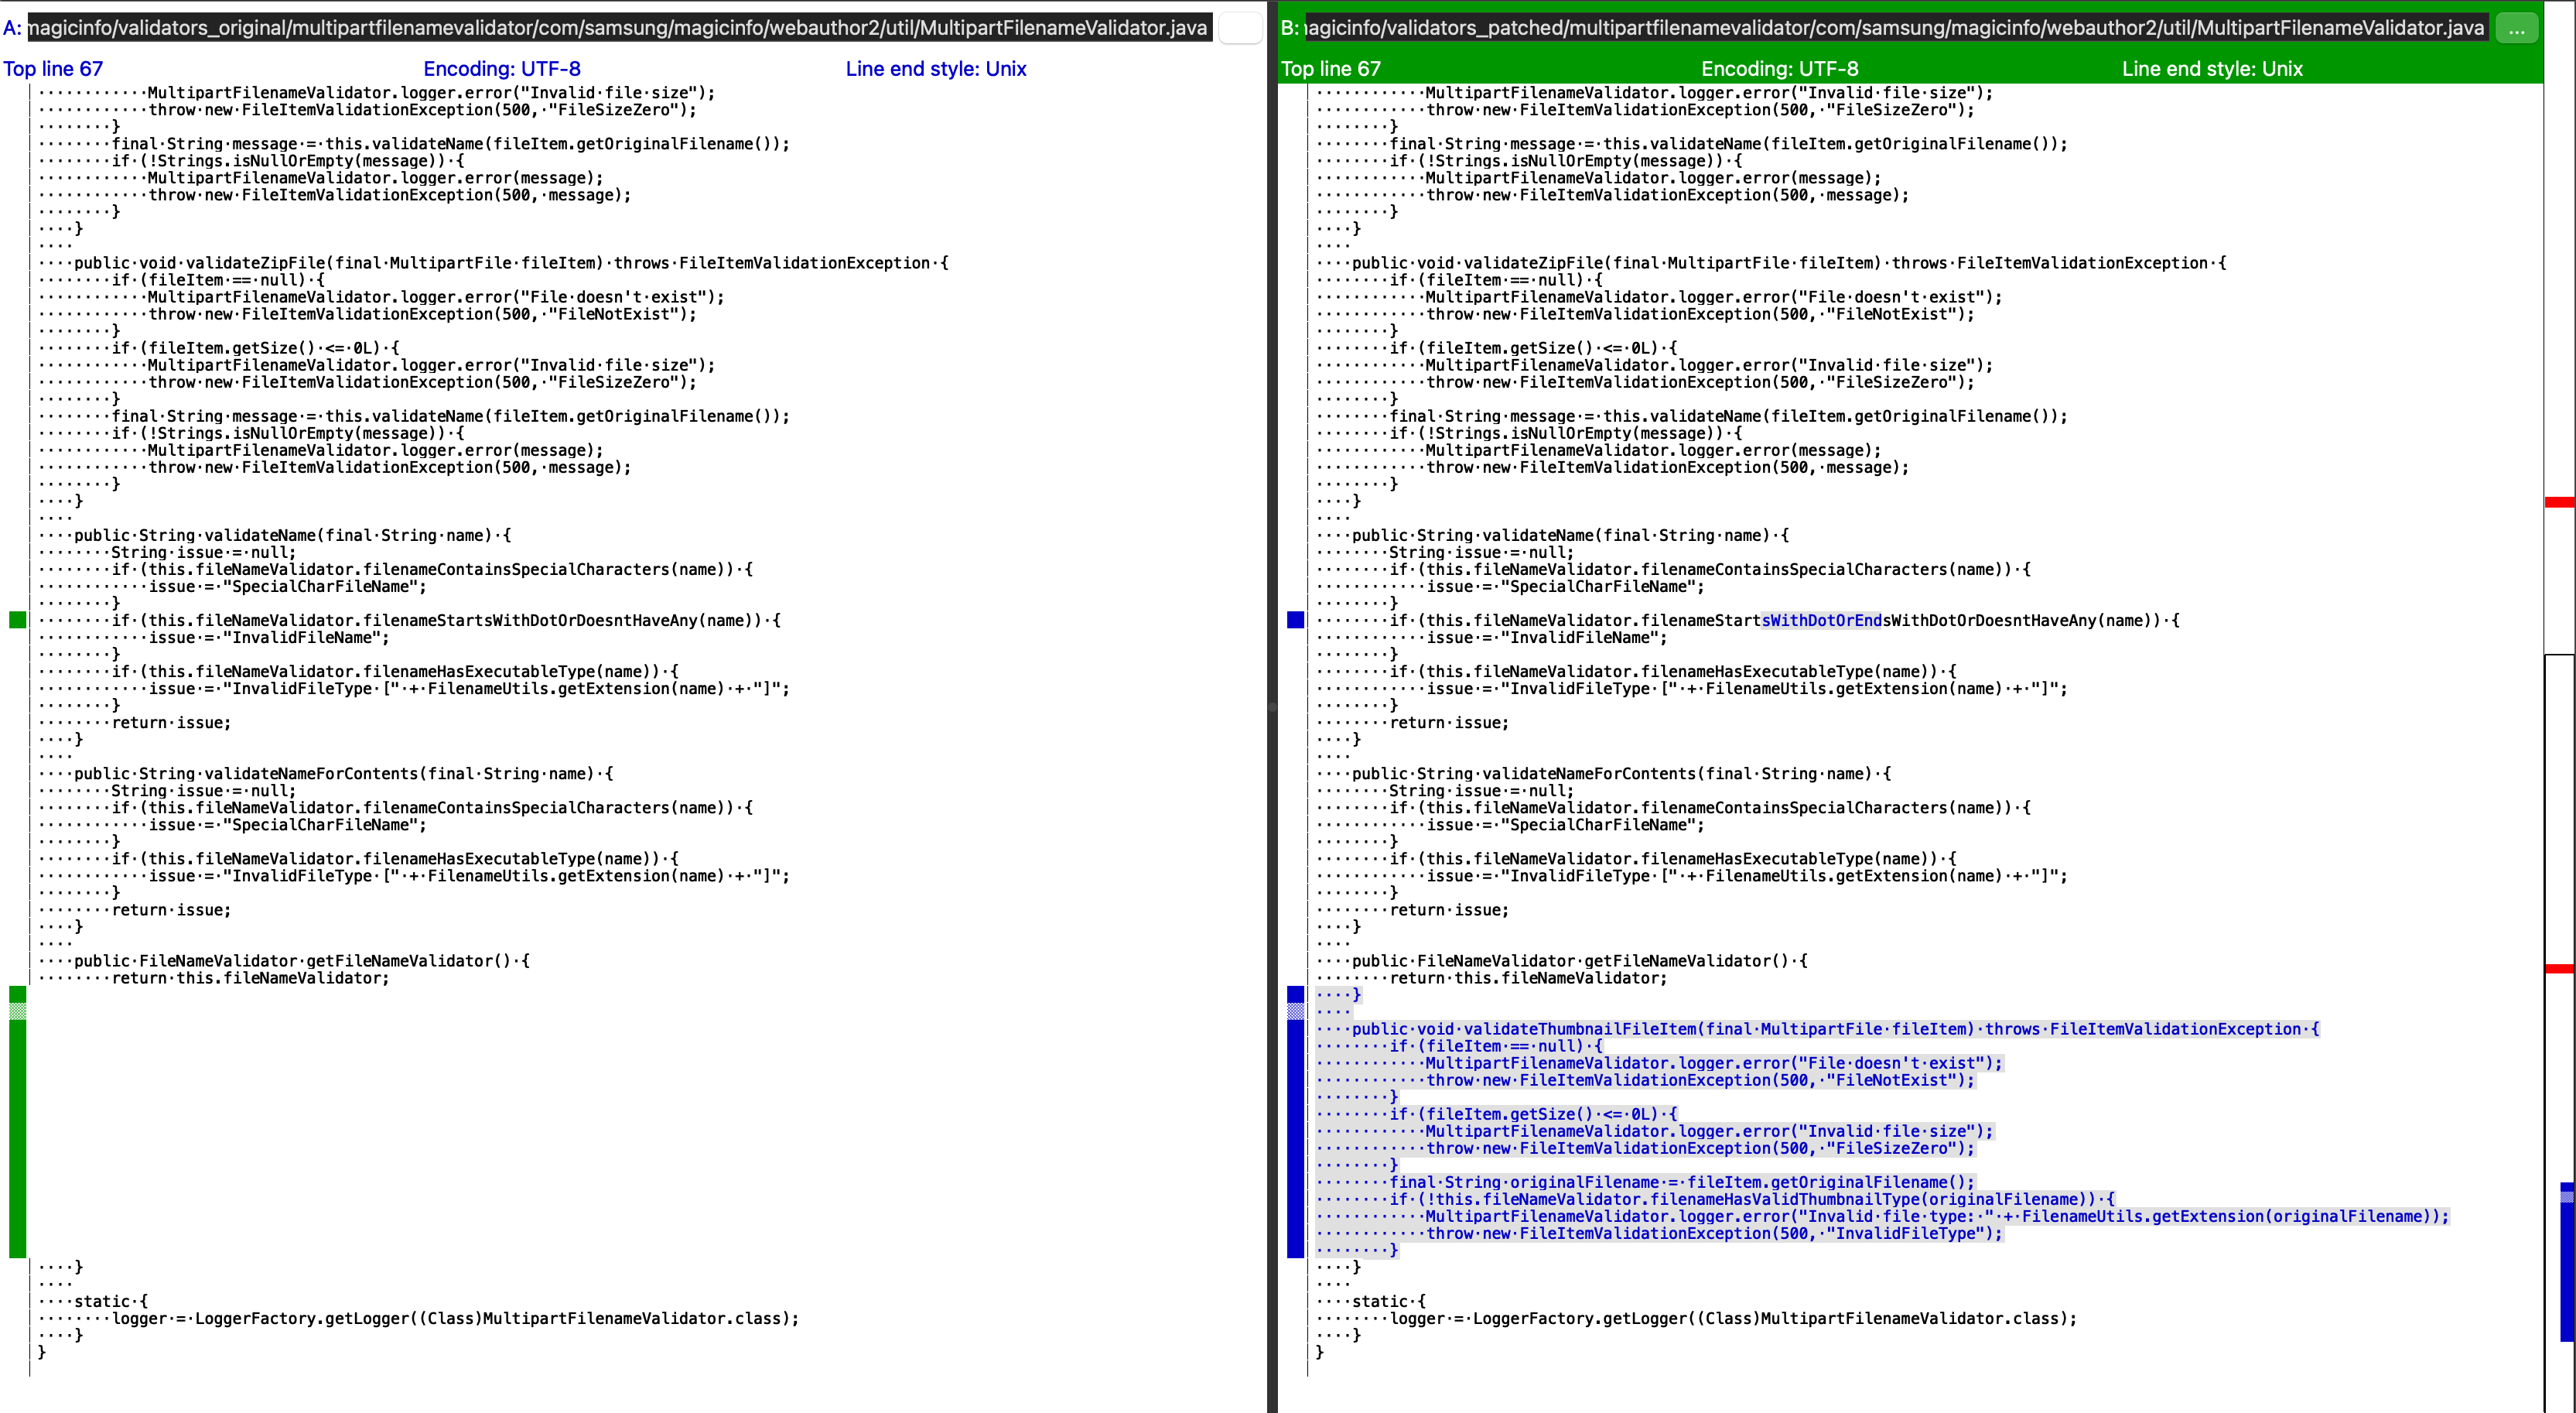 A: magicinfo/validators_original/multipartfilenamevalidator/com/samsung/magicinfo/webauthor2/util/MultipartFilenameValidator.java
Top line 67 Encoding: UTF-8 Line end style: Unix
············MultipartFilenameValidator.logger.error("Invalid·file·size");
············throw·new·FileItemValidationException(500,·"FileSizeZero");
········}
········final·String·message·=·this.validateName(fileItem.getOriginalFilename());
········if·(!Strings.isNullOrEmpty(message))·{
············MultipartFilenameValidator.logger.error(message);
············throw·new·FileItemValidationException(500,·message);
········}
····}
····
····public·void·validateZipFile(final·MultipartFile·fileItem)·throws·FileItemValidationException·{
········if·(fileItem·==·null)·{
············MultipartFilenameValidator.logger.error("File·doesn't·exist");
············throw·new·FileItemValidationException(500,·"FileNotExist");
········}
········if·(fileItem.getSize()·<=·0L)·{
············MultipartFilenameValidator.logger.error("Invalid·file·size");
············throw·new·FileItemValidationException(500,·"FileSizeZero");
········}
········final·String·message·=·this.validateName(fileItem.getOriginalFilename());
········if·(!Strings.isNullOrEmpty(message))·{
············MultipartFilenameValidator.logger.error(message);
············throw·new·FileItemValidationException(500,·message);
········}
····}
····
····public·String·validateName(final·String·name)·{
········String·issue·=·null;
········if·(this.fileNameValidator.filenameContainsSpecialCharacters(name))·{
············issue·=·"SpecialCharFileName";
········}
········if·(this.fileNameValidator.filenameStartsWithDotOrDoesntHaveAny(name))·{
············issue·=·"InvalidFileName";
········}
········if·(this.fileNameValidator.filenameHasExecutableType(name))·{
············issue·=·"InvalidFileType·["·+·FilenameUtils.getExtension(name)·+·"]";
········}
········return·issue;
····}
····
····public·String·validateNameForContents(final·String·name)·{
········String·issue·=·null;
········if·(this.fileNameValidator.filenameContainsSpecialCharacters(name))·{
············issue·=·"SpecialCharFileName";
········}
········if·(this.fileNameValidator.filenameHasExecutableType(name))·{
············issue·=·"InvalidFileType·["·+·FilenameUtils.getExtension(name)·+·"]";
········}
········return·issue;
····}
····
····public·FileNameValidator·getFileNameValidator()·{
········return·this.fileNameValidator;
····}
····
····static·{
········logger·=·LoggerFactory.getLogger((Class)MultipartFilenameValidator.class);
····}
}
B: magicinfo/validators_patched/multipartfilenamevalidator/com/samsung/magicinfo/webauthor2/util/MultipartFilenameValidator.java ...
Top line 67 Encoding: UTF-8 Line end style: Unix
············MultipartFilenameValidator.logger.error("Invalid·file·size");
············throw·new·FileItemValidationException(500,·"FileSizeZero");
········}
········final·String·message·=·this.validateName(fileItem.getOriginalFilename());
········if·(!Strings.isNullOrEmpty(message))·{
············MultipartFilenameValidator.logger.error(message);
············throw·new·FileItemValidationException(500,·message);
········}
····}
····
····public·void·validateZipFile(final·MultipartFile·fileItem)·throws·FileItemValidationException·{
········if·(fileItem·==·null)·{
············MultipartFilenameValidator.logger.error("File·doesn't·exist");
············throw·new·FileItemValidationException(500,·"FileNotExist");
········}
········if·(fileItem.getSize()·<=·0L)·{
············MultipartFilenameValidator.logger.error("Invalid·file·size");
············throw·new·FileItemValidationException(500,·"FileSizeZero");
········}
········final·String·message·=·this.validateName(fileItem.getOriginalFilename());
········if·(!Strings.isNullOrEmpty(message))·{
············MultipartFilenameValidator.logger.error(message);
············throw·new·FileItemValidationException(500,·message);
········}
····}
····
····public·String·validateName(final·String·name)·{
········String·issue·=·null;
········if·(this.fileNameValidator.filenameContainsSpecialCharacters(name))·{
············issue·=·"SpecialCharFileName";
········}
········if·(this.fileNameValidator.filenameStartsWithDotOrEndsWithDotOrDoesntHaveAny(name))·{
············issue·=·"InvalidFileName";
········}
········if·(this.fileNameValidator.filenameHasExecutableType(name))·{
············issue·=·"InvalidFileType·["·+·FilenameUtils.getExtension(name)·+·"]";
········}
········return·issue;
····}
····
····public·String·validateNameForContents(final·String·name)·{
········String·issue·=·null;
········if·(this.fileNameValidator.filenameContainsSpecialCharacters(name))·{
············issue·=·"SpecialCharFileName";
········}
········if·(this.fileNameValidator.filenameHasExecutableType(name))·{
············issue·=·"InvalidFileType·["·+·FilenameUtils.getExtension(name)·+·"]";
········}
········return·issue;
····}
····
····public·FileNameValidator·getFileNameValidator()·{
········return·this.fileNameValidator;
····}
····
····public·void·validateThumbnailFileItem(final·MultipartFile·fileItem)·throws·FileItemValidationException·{
········if·(fileItem·==·null)·{
············MultipartFilenameValidator.logger.error("File·doesn't·exist");
············throw·new·FileItemValidationException(500,·"FileNotExist");
········}
········if·(fileItem.getSize()·<=·0L)·{
············MultipartFilenameValidator.logger.error("Invalid·file·size");
············throw·new·FileItemValidationException(500,·"FileSizeZero");
········}
········final·String·originalFilename·=·fileItem.getOriginalFilename();
········if·(!this.fileNameValidator.filenameHasValidThumbnailType(originalFilename))·{
············MultipartFilenameValidator.logger.error("Invalid·file·type:·"·+·FilenameUtils.getExtension(originalFilename));
············throw·new·FileItemValidationException(500,·"InvalidFileType");
········}
····}
····
····static·{
········logger·=·LoggerFactory.getLogger((Class)MultipartFilenameValidator.class);
····}
}